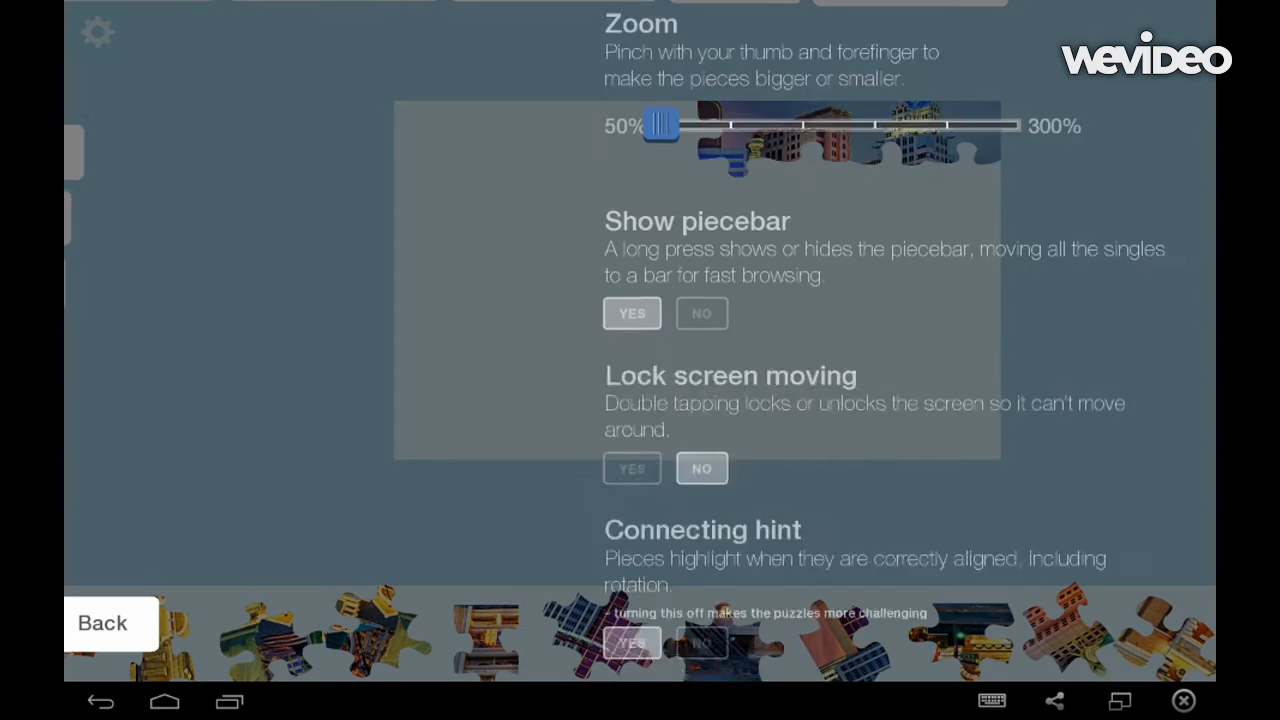 Zoom
wevideo
Pinch with your thumb and forefinger to
make the pieces bigger or smaller.
50%
300%
Show piecebar
A long press shows or hides the piecebar, moving all the singles
to a bar for fast browsing.
YES NO
Lock screen moving
Double tapping locks or unlocks the screen so it can't move
around.
YES NO
Connecting hint
Pieces highlight when they are correctly aligned, including
rotation.
turning this off makes the puzzles more challenging
Back
YES NO